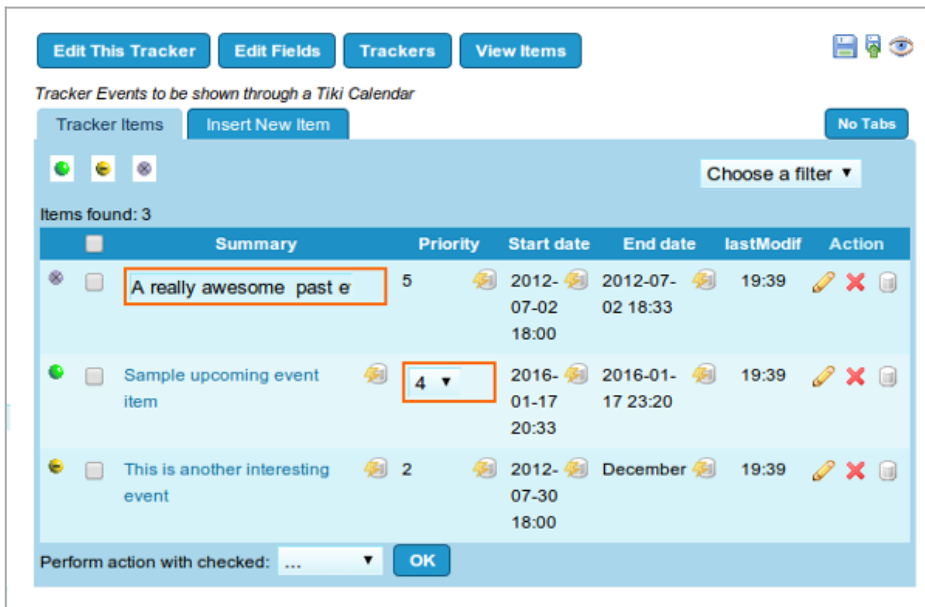 Edit This Tracker Edit Fields Trackers View Items
Tracker Events to be shown through a Tiki Calendar
Tracker Items Insert New Item No Tabs
Choose a filter
Items found: 3
Summary Priority Start date End date lastModif Action
A really awesome past 5 2012- 2012-07- 19:39
07-02 02 18:33
18:00
Sample upcoming event 4 2016- 2016-01- 19:39
item 01-17 17 23:20
20:33
This is another interesting 2 2012- December 19:39
event 07-30
18:00
Perform action with checked: ... OK